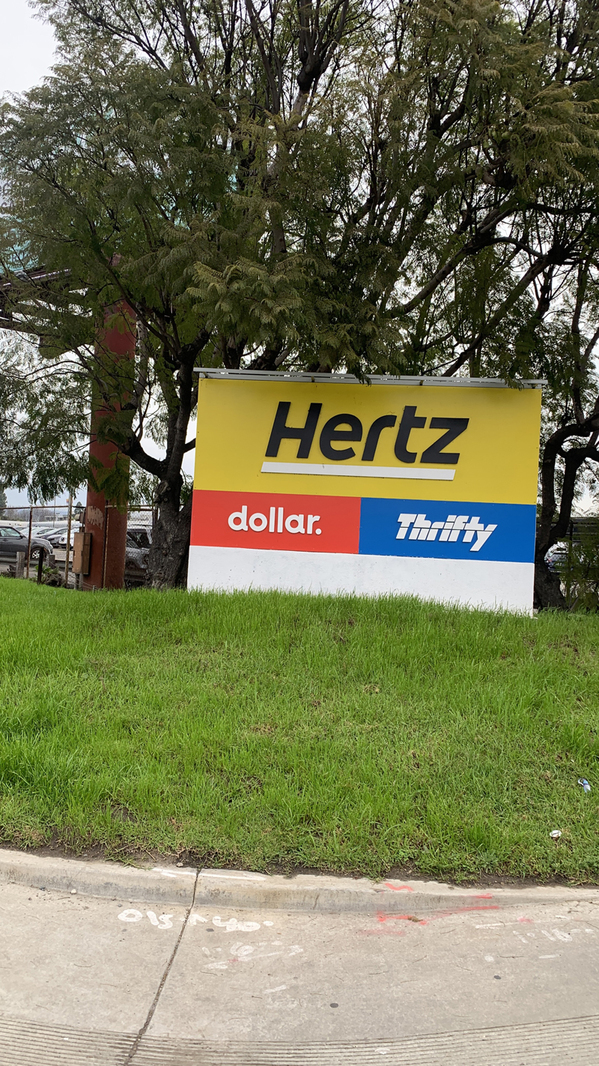 Hertz
dollar.
Thrifty